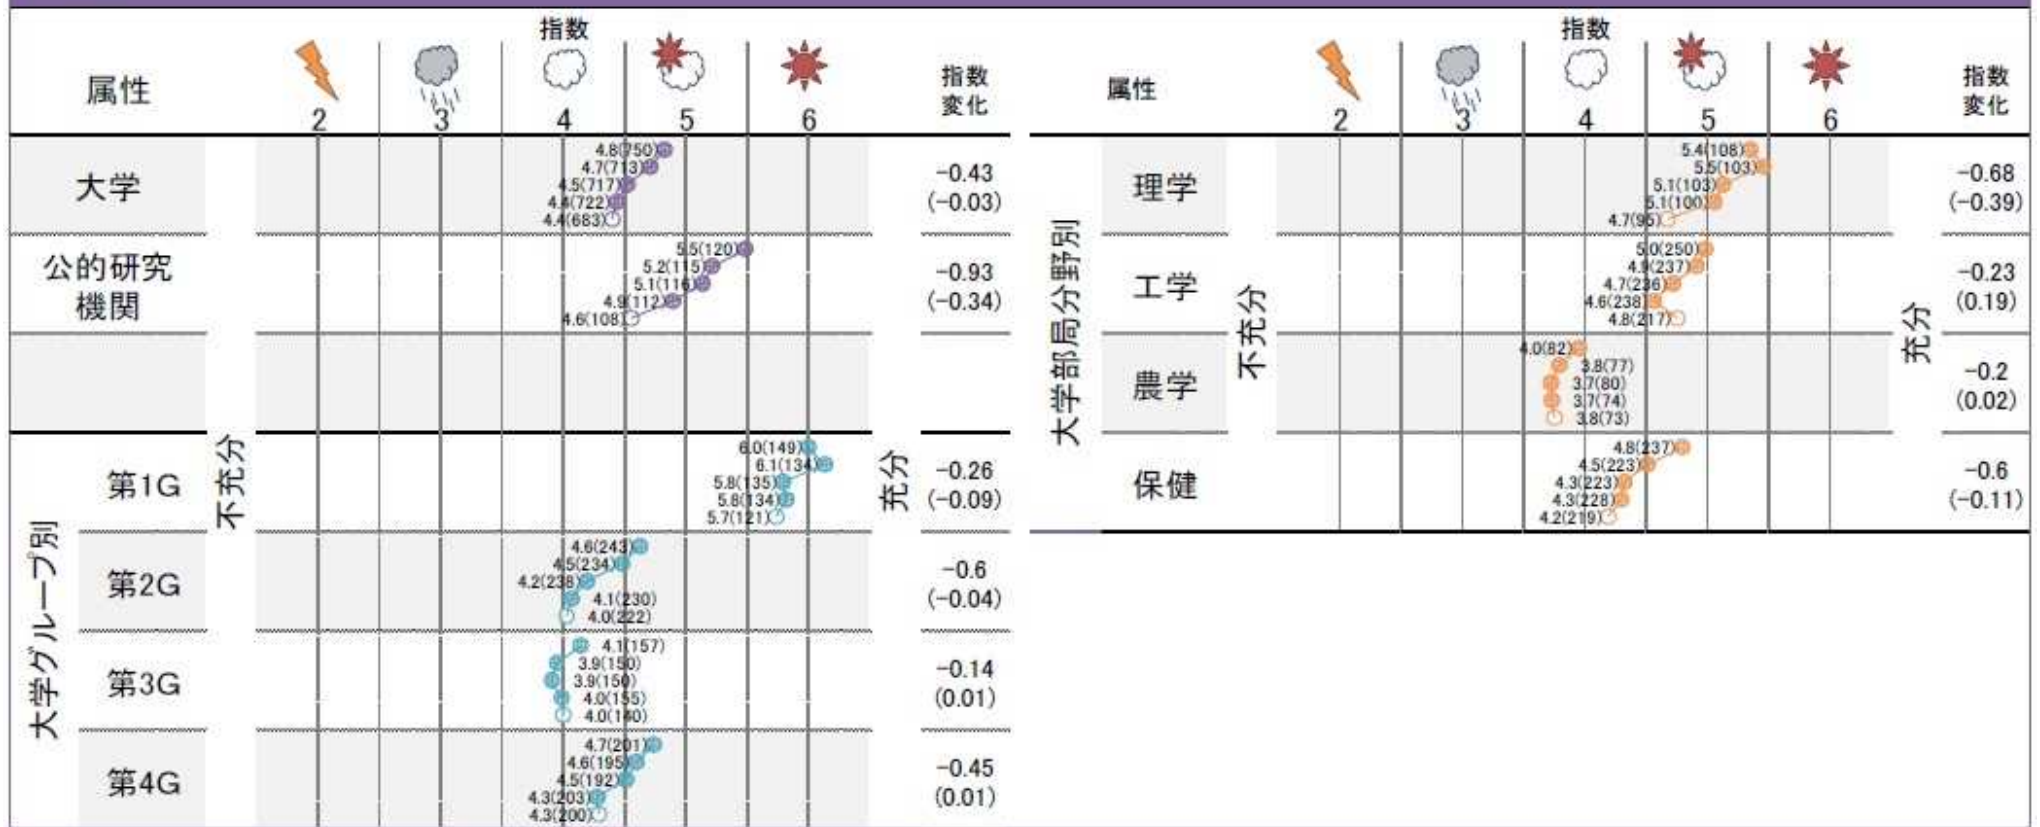 指数
属性
2 3 4 5 6
指数
変化
大学
4.8(750)
4.7(713)
4.5(717)
4.4(722)
4.4(683)
-0.43
(-0.03)
公的研究
機関
5.5(120)
5.2(115)
5.1(116)
4.9(112)
4.6(108)
-0.93
(-0.34)
不充分
充分
大学グループ別
第1G
6.0(149)
6.1(134)
5.8(135)
5.8(134)
5.7(121)
-0.26
(-0.09)
第2G
4.6(243)
4.5(234)
4.2(238)
4.1(230)
4.0(222)
-0.6
(-0.04)
第3G
4.1(157)
3.9(150)
3.9(150)
4.0(155)
4.0(140)
-0.14
(0.01)
第4G
4.7(201)
4.6(195)
4.5(192)
4.3(203)
4.3(200)
-0.45
(0.01)
指数
属性
2 3 4 5 6
指数
変化
大学部局分野別
不充分
充分
理学
5.4(108)
5.5(103)
5.1(103)
5.1(100)
4.7(95)
-0.68
(-0.39)
工学
5.0(250)
4.9(237)
4.7(236)
4.6(238)
4.8(217)
-0.23
(0.19)
農学
4.0(82)
3.8(77)
3.7(80)
3.7(74)
3.8(73)
-0.2
(0.02)
保健
4.8(237)
4.5(223)
4.3(223)
4.3(228)
4.2(219)
-0.6
(-0.11)